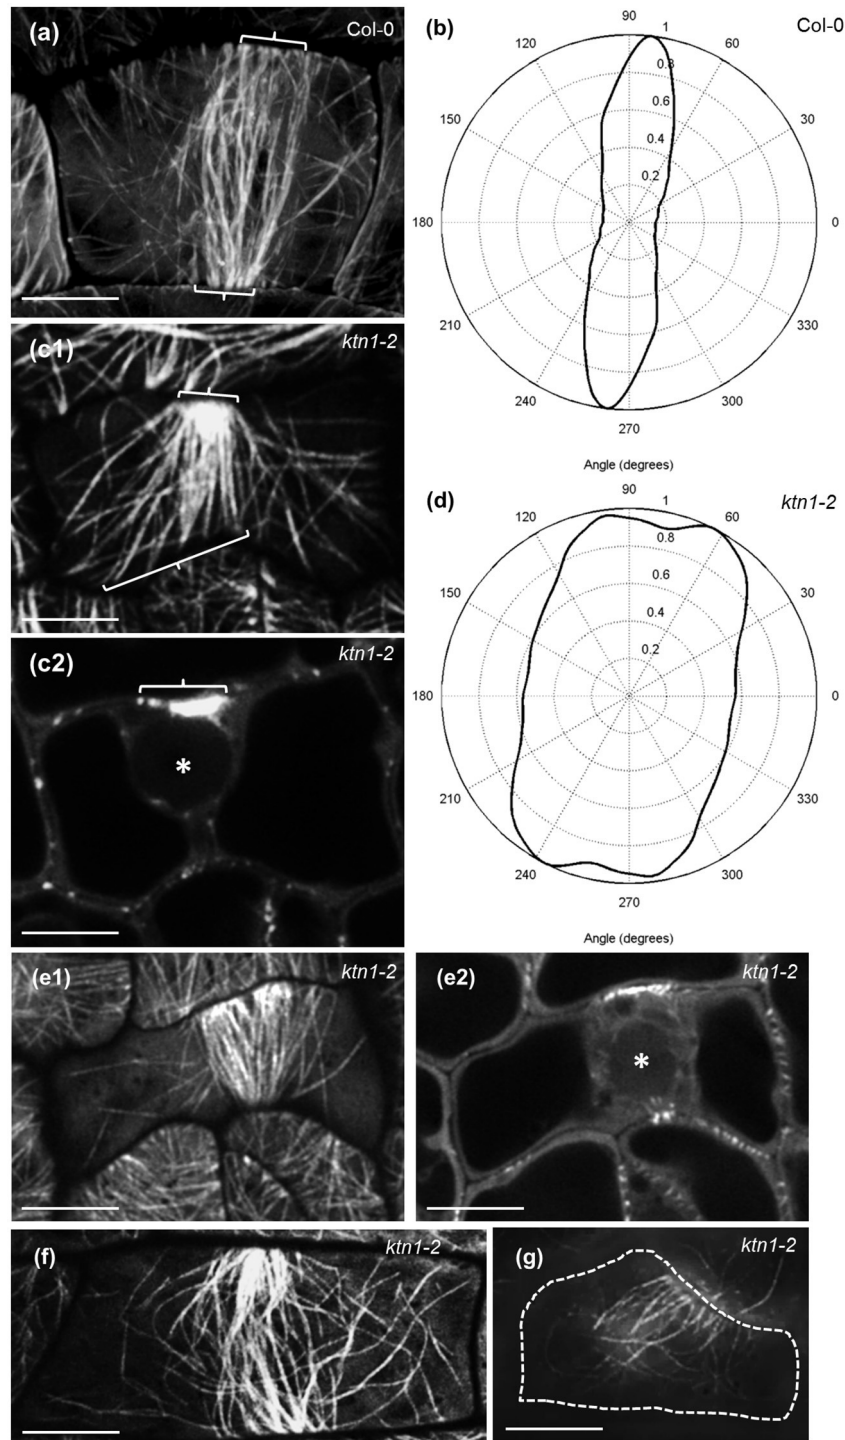 (a)
Col-0
(b)
Col-0
90
1
120
60
0.8
0.6
150
30
0.4
0.2
180
0
210
330
240
300
270
Angle (degrees)
(c1)
ktn1-2
(d)
ktn1-2
90
1
120
60
0.8
0.6
150
30
0.4
0.2
180
0
210
330
240
300
270
Angle (degrees)
(c2)
ktn1-2
*
(e1)
ktn1-2
(e2)
ktn1-2
*
(f)
ktn1-2
(g)
ktn1-2